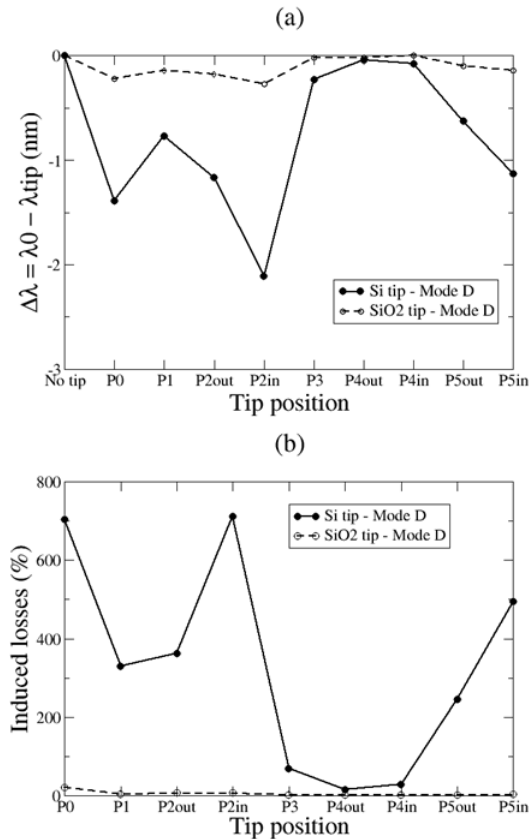 (a)
0
-1
-2
-3
Δλ = λ0 − λtip (nm)
Si tip - Mode D
SiO2 tip - Mode D
No tip P0 P1 P2out P2in P3 P4out P4in P5out P5in
Tip position
(b)
800
600
400
200
0
Induced losses (%)
Si tip - Mode D
SiO2 tip - Mode D
P0 P1 P2out P2in P3 P4out P4in P5out P5in
Tip position